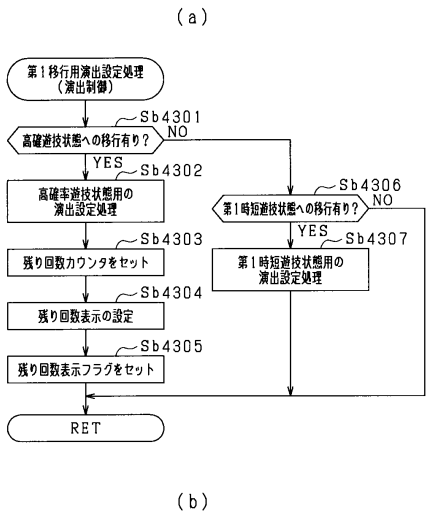 (a)
第1移行用演出設定処理
(演出制御)
Sb4301
高確遊技状態への移行有り?
NO
YES
Sb4302
高確率遊技状態用の
演出設定処理
Sb4303
残り回数カウンタをセット
Sb4304
残り回数表示の設定
Sb4305
残り回数表示フラグをセット
Sb4306
第1時短遊技状態への移行有り?
NO
YES
Sb4307
第1時短遊技状態用の
演出設定処理
RET
(b)